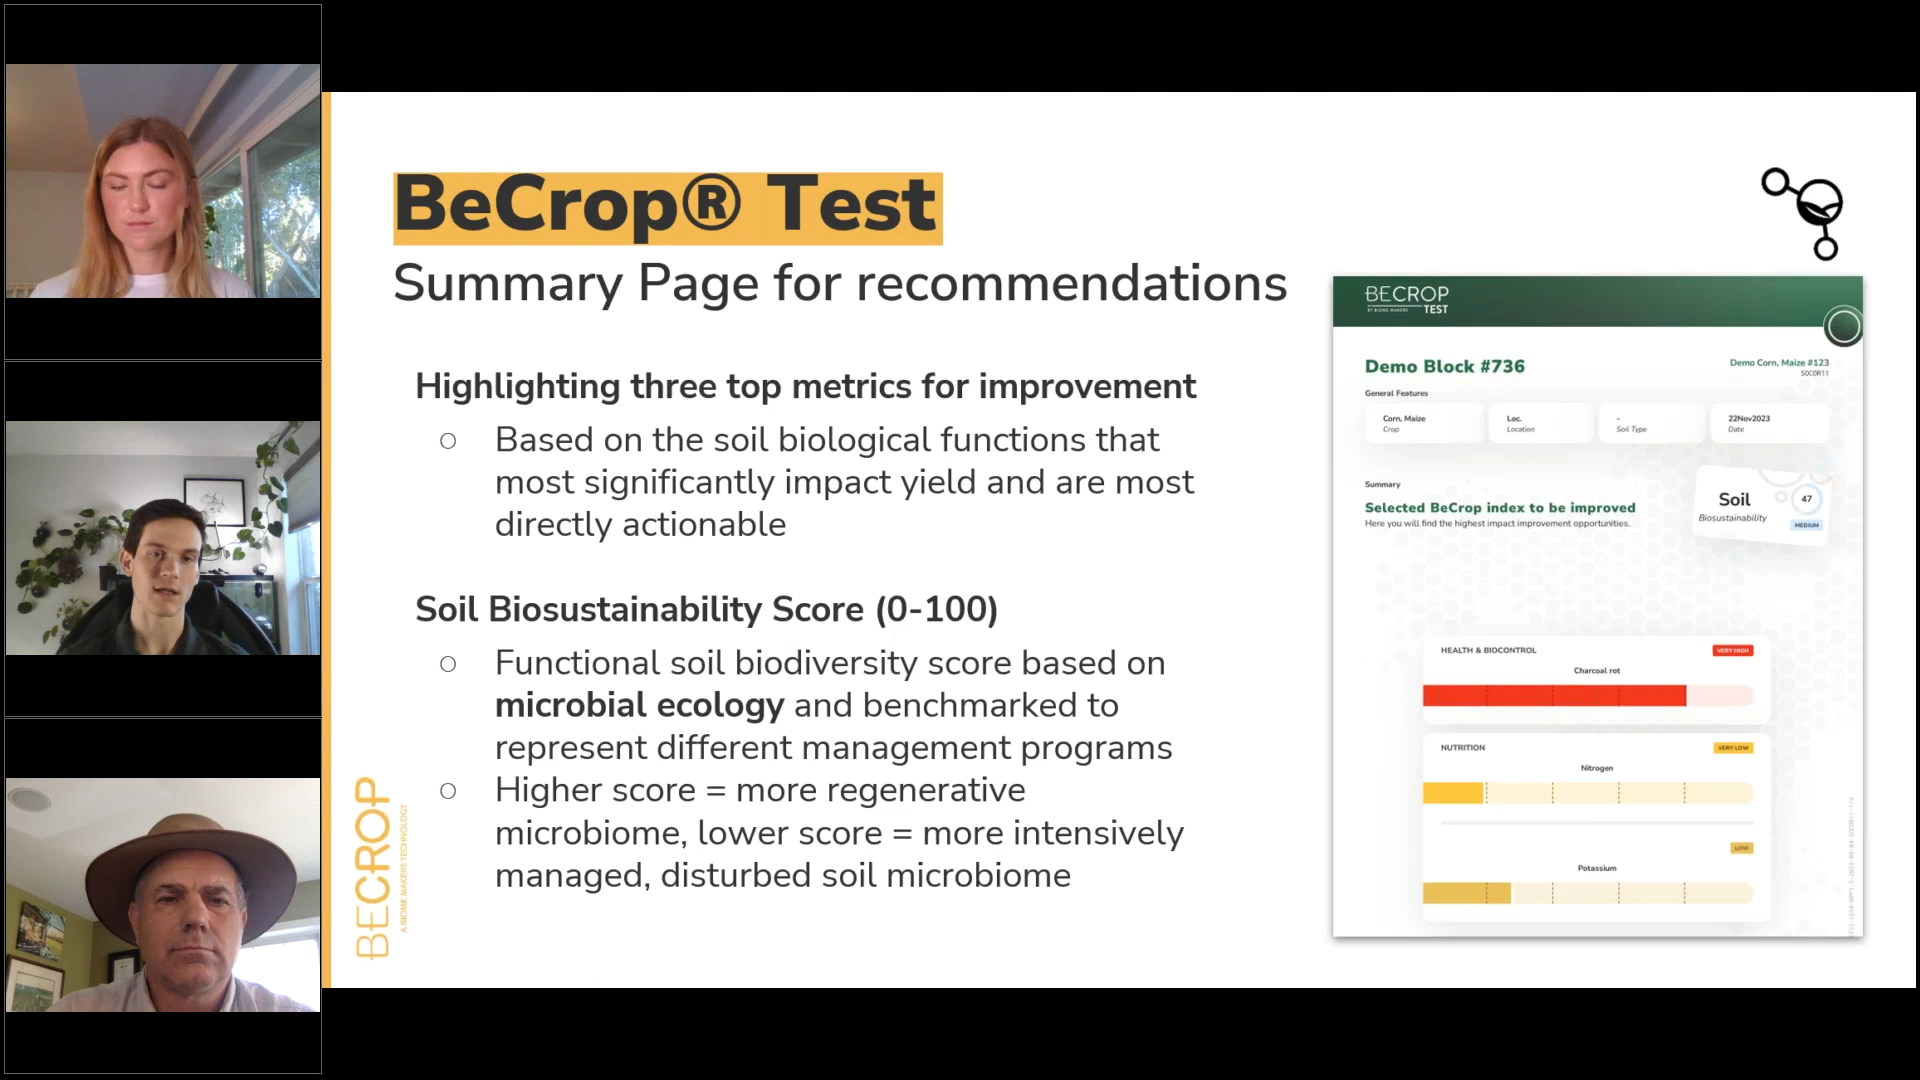 BeCrop® Test
Summary Page for recommendations
Highlighting three top metrics for improvement
○ Based on the soil biological functions that
most significantly impact yield and are most
directly actionable
Soil Biosustainability Score (0-100)
○ Functional soil biodiversity score based on
microbial ecology and benchmarked to
represent different management programs
○ Higher score = more regenerative
microbiome, lower score = more intensively
managed, disturbed soil microbiome
BECROP
A BIOME MAKERS TECHNOLOGY
BECROP
BY BIOME MAKERS TEST
Demo Block #736
Demo Corn, Maize #123
SOCOR11
General Features
Corn, Maize
Crop
Loc.
Location
-
Soil Type
22Nov2023
Date
Summary
Selected BeCrop index to be improved
Here you will find the highest impact improvement opportunities.
Soil
Biosustainability
47
MEDIUM
HEALTH & BIOCONTROL
VERY HIGH
Charcoal rot
NUTRITION
VERY LOW
Nitrogen
LOW
Potassium